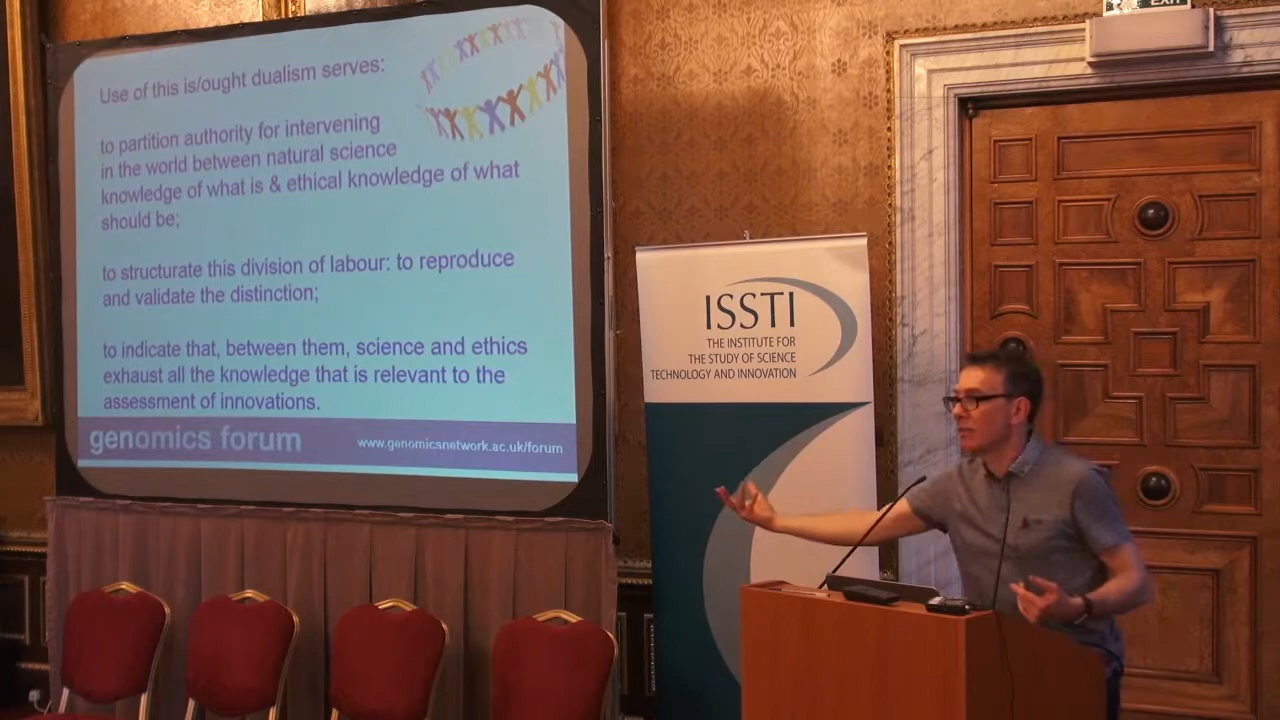 Use of this is/ought dualism serves:
to partition authority for intervening
in the world between natural science
knowledge of what is & ethical knowledge of what
should be;
to structurate this division of labour: to reproduce
and validate the distinction;
to indicate that, between them, science and ethics
exhaust all the knowledge that is relevant to the
assessment of innovations.
genomics forum
www.genomicsnetwork.ac.uk/forum
ISSTI
THE INSTITUTE FOR
THE STUDY OF SCIENCE
TECHNOLOGY AND INNOVATION
EXIT